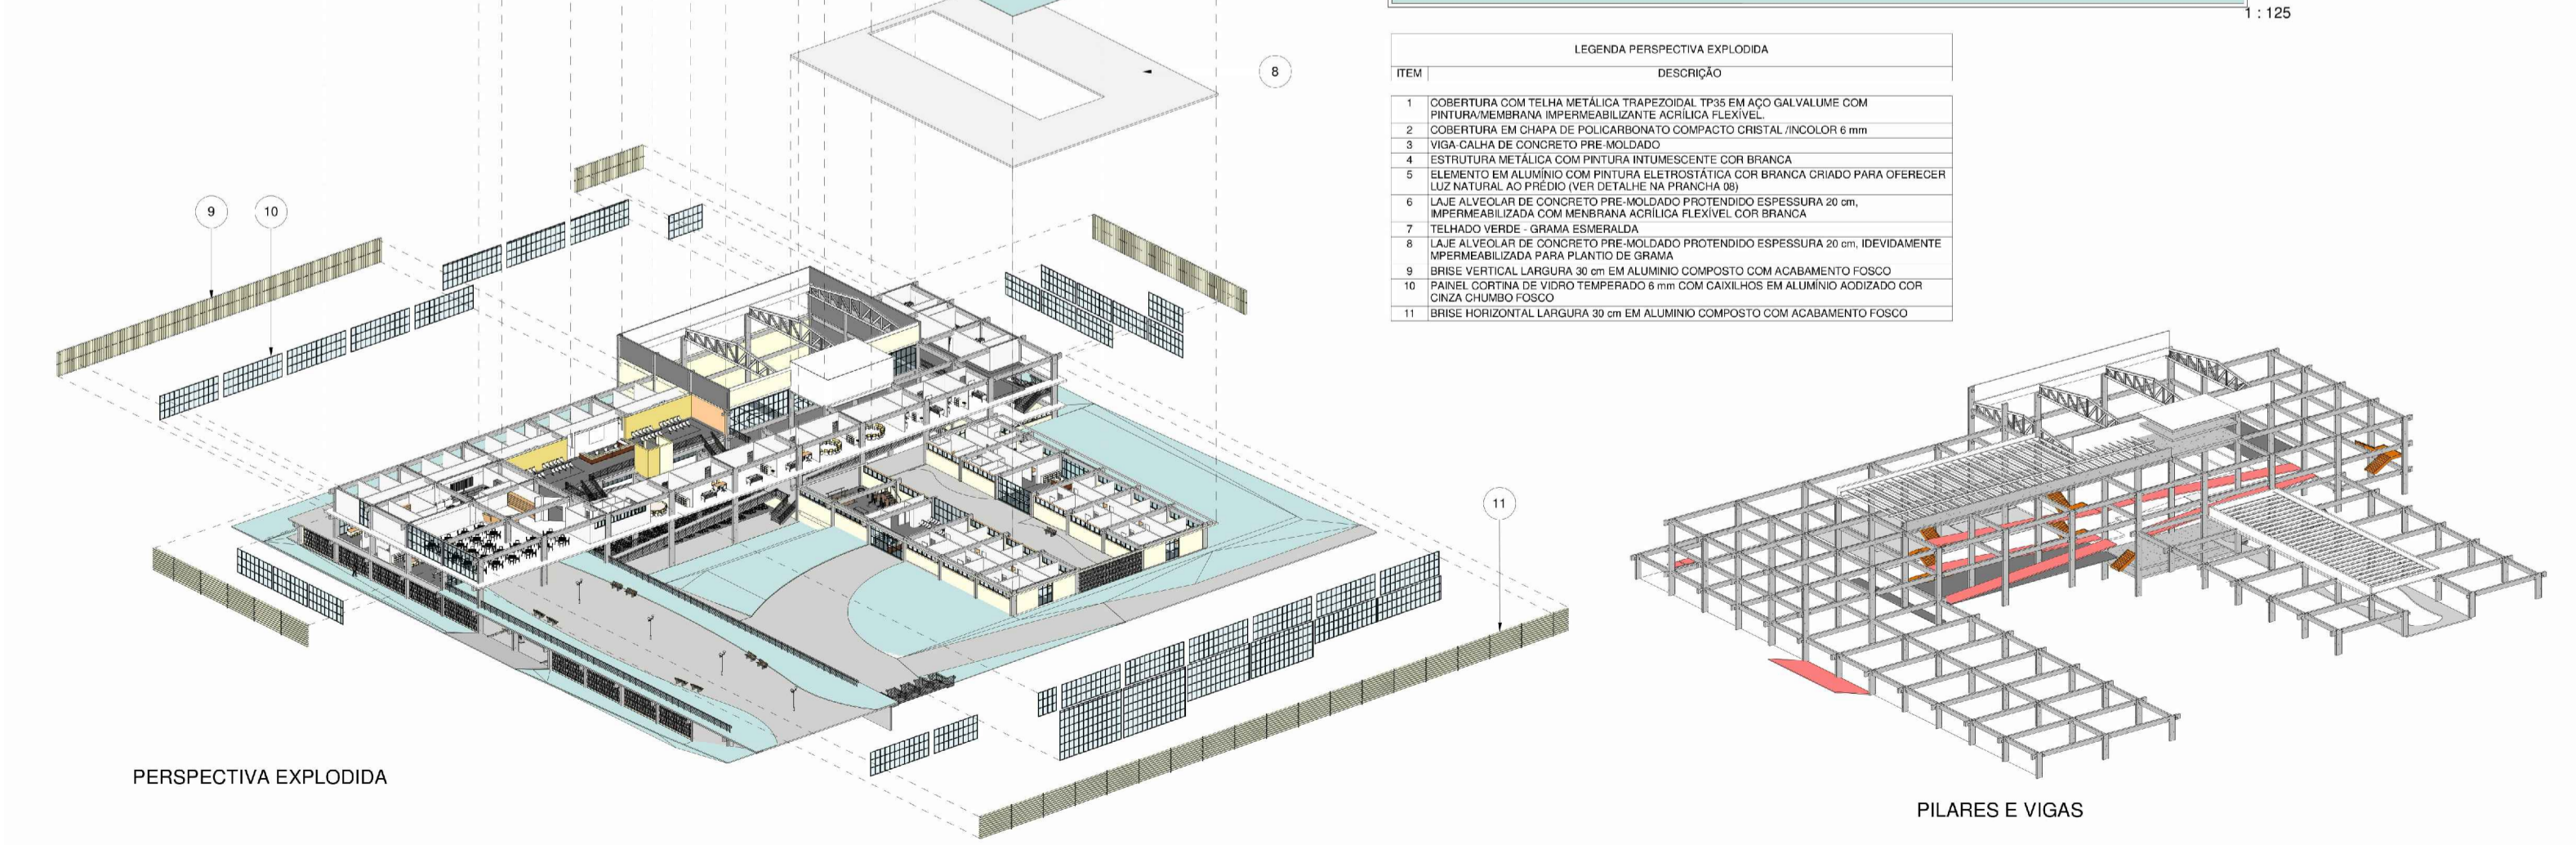 1 : 125
LEGENDA PERSPECTIVA EXPLODIDA
ITEM DESCRIÇÃO
1 COBERTURA COM TELHA METÁLICA TRAPEZOIDAL TP35 EM AÇO GALVALUME COM
PINTURA/MEMBRANA IMPERMEABILIZANTE ACRÍLICA FLEXÍVEL.
2 COBERTURA EM CHAPA DE POLICARBONATO COMPACTO CRISTAL /INCOLOR 6 mm
3 VIGA-CALHA DE CONCRETO PRE-MOLDADO
4 ESTRUTURA METÁLICA COM PINTURA INTUMESCENTE COR BRANCA
5 ELEMENTO EM ALUMÍNIO COM PINTURA ELETROSTÁTICA COR BRANCA CRIADO PARA OFERECER
LUZ NATURAL AO PRÉDIO (VER DETALHE NA PRANCHA 08)
6 LAJE ALVEOLAR DE CONCRETO PRE-MOLDADO PROTENDIDO ESPESSURA 20 cm,
IMPERMEABILIZADA COM MENBRANA ACRÍLICA FLEXÍVEL COR BRANCA
7 TELHADO VERDE - GRAMA ESMERALDA
8 LAJE ALVEOLAR DE CONCRETO PRE-MOLDADO PROTENDIDO ESPESSURA 20 cm, IDEVIDAMENTE
MPERMEABILIZADA PARA PLANTIO DE GRAMA
9 BRISE VERTICAL LARGURA 30 cm EM ALUMINIO COMPOSTO COM ACABAMENTO FOSCO
10 PAINEL CORTINA DE VIDRO TEMPERADO 6 mm COM CAIXILHOS EM ALUMÍNIO AODIZADO COR
CINZA CHUMBO FOSCO
11 BRISE HORIZONTAL LARGURA 30 cm EM ALUMINIO COMPOSTO COM ACABAMENTO FOSCO
8
9
10
11
PERSPECTIVA EXPLODIDA
PILARES E VIGAS